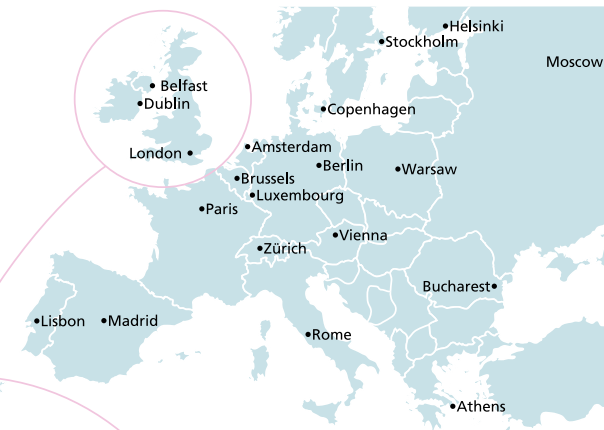 Helsinki
Stockholm
Moscow
Belfast
Dublin
Copenhagen
London
Amsterdam
Berlin
Warsaw
Brussels
Luxembourg
Paris
Vienna
Zürich
Bucharest
Lisbon
Madrid
Rome
Athens